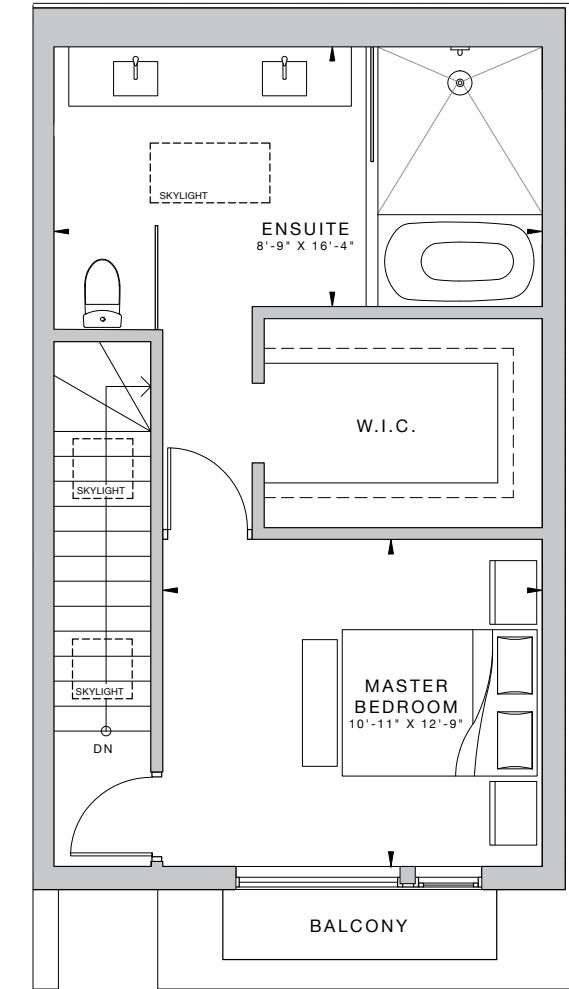 SKYLIGHT
ENSUITE
8'-9" X 16'-4"
W.I.C.
SKYLIGHT
SKYLIGHT
MASTER
BEDROOM
10'-11" X 12'-9"
DN
BALCONY